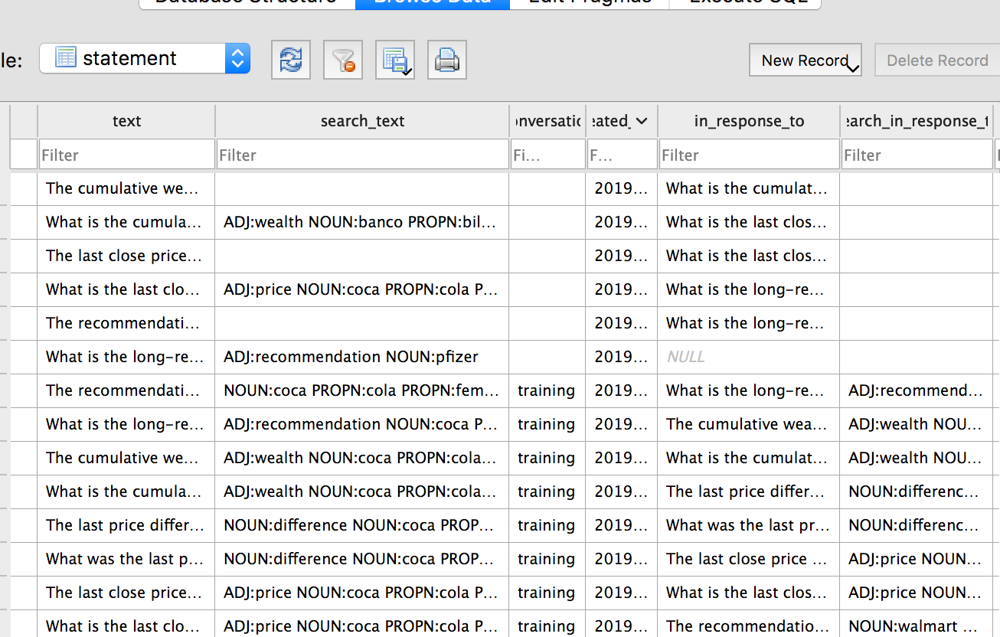 Database Structure Browse Data Edit Pragmas Execute SQL
le: statement New Record Delete Record
text search_text onversatic eated_ in_response_to earch_in_response_t
Filter Filter Fi... F... Filter Filter
The cumulative we... 2019... What is the cumulat...
What is the cumula... ADJ:wealth NOUN:banco PROPN:bil... 2019... What is the last clos...
The last close price... 2019... What is the last clos...
What is the last clo... ADJ:price NOUN:coca PROPN:cola P... 2019... What is the long-re...
The recommendati... 2019... What is the long-re...
What is the long-re... ADJ:recommendation NOUN:pfizer 2019... NULL
The recommendati... NOUN:coca PROPN:cola PROPN:fem... training 2019... What is the long-re... ADJ:recommend...
What is the long-re... ADJ:recommendation NOUN:coca P... training 2019... The cumulative wea... ADJ:wealth NOU...
The cumulative we... ADJ:wealth NOUN:coca PROPN:cola... training 2019... What is the cumulat... ADJ:wealth NOU...
What is the cumula... ADJ:wealth NOUN:coca PROPN:cola... training 2019... The last price differ... NOUN:differenc...
The last price differ... NOUN:difference NOUN:coca PROP... training 2019... What was the last pr... NOUN:differenc...
What was the last p... NOUN:difference NOUN:coca PROP... training 2019... The last close price ... ADJ:price NOUN...
The last close price... ADJ:price NOUN:coca PROPN:cola P... training 2019... What is the last clos... ADJ:price NOUN...
What is the last clo... ADJ:price NOUN:coca PROPN:cola P... training 2019... The recommendatio... NOUN:walmart ...